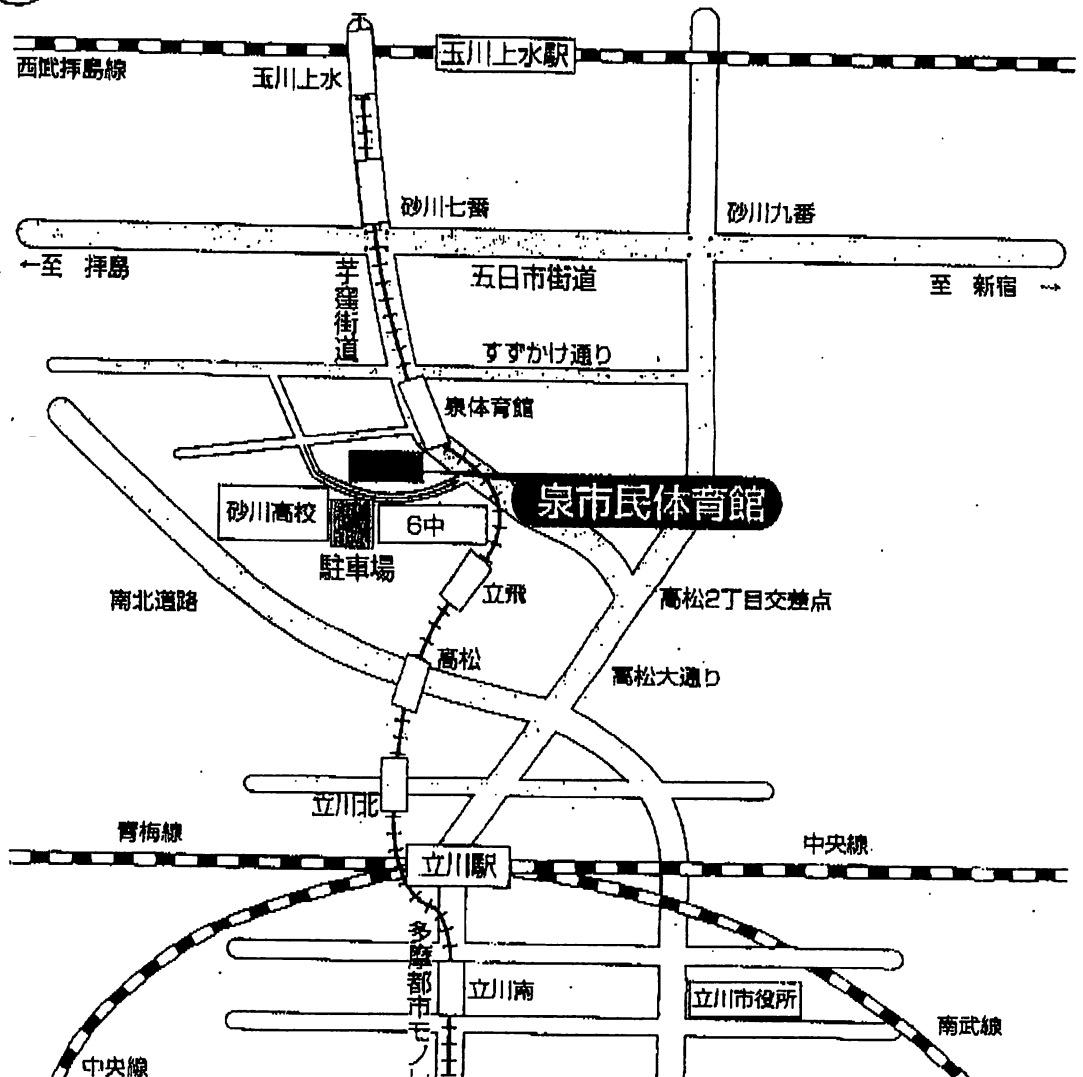 玉川上水駅
西武拝島線
玉川上水
砂川七番
砂川九番
←至 拝島
五日市街道
至 新宿→
芋窪街道
すずかけ通り
泉体育館
泉市民体育館
砂川高校
6中
駐車場
立飛
南北道路
高松2丁目交差点
高松
高松大通り
立川北
青梅線
立川駅
中央線
多摩都市モノ
立川南
立川市役所
南武線
中央線